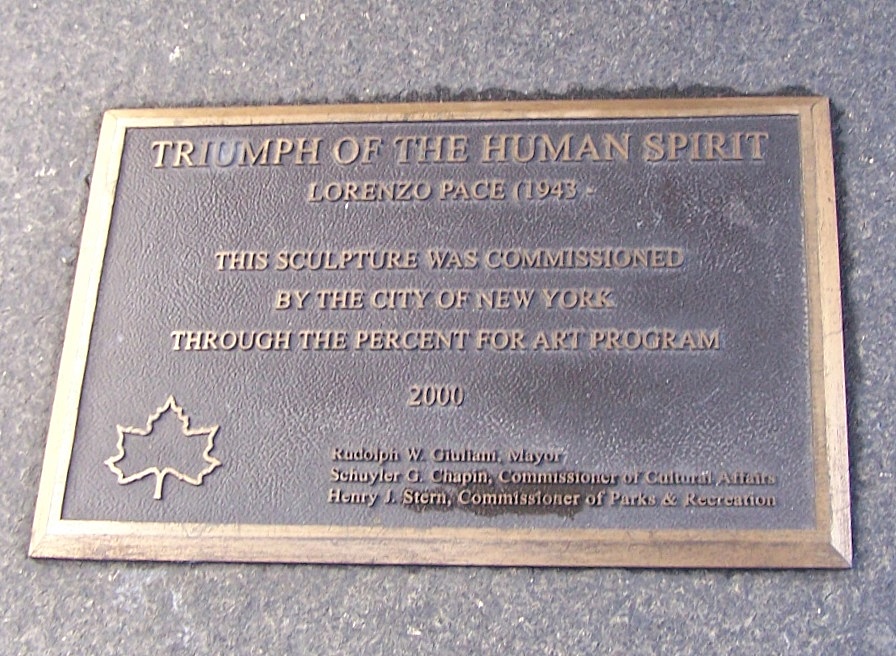 TRIUMPH OF THE HUMAN SPIRIT
LORENZO PACE (1943 -
THIS SCULPTURE WAS COMMISSIONED
BY THE CITY OF NEW YORK
THROUGH THE PERCENT FOR ART PROGRAM
2000
Rudolph W. Giuliani, Mayor
Schuyler G. Chapin, Commissioner of Cultural Affairs
Henry J. Stern, Commissioner of Parks & Recreation